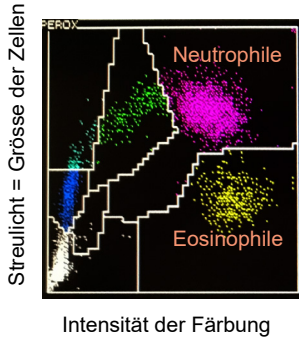 PEROX
Neutrophile
Eosinophile
Streulicht = Grösse der Zellen
Intensität der Färbung